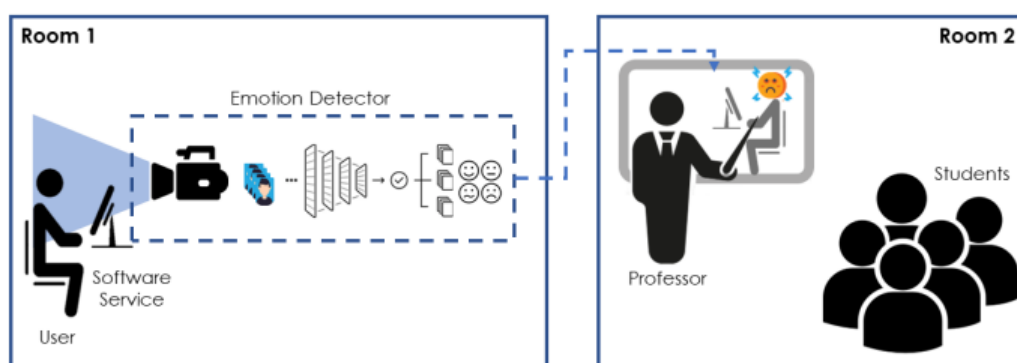 Room 1
Emotion Detector
Software
Service
User
Room 2
Students
Professor